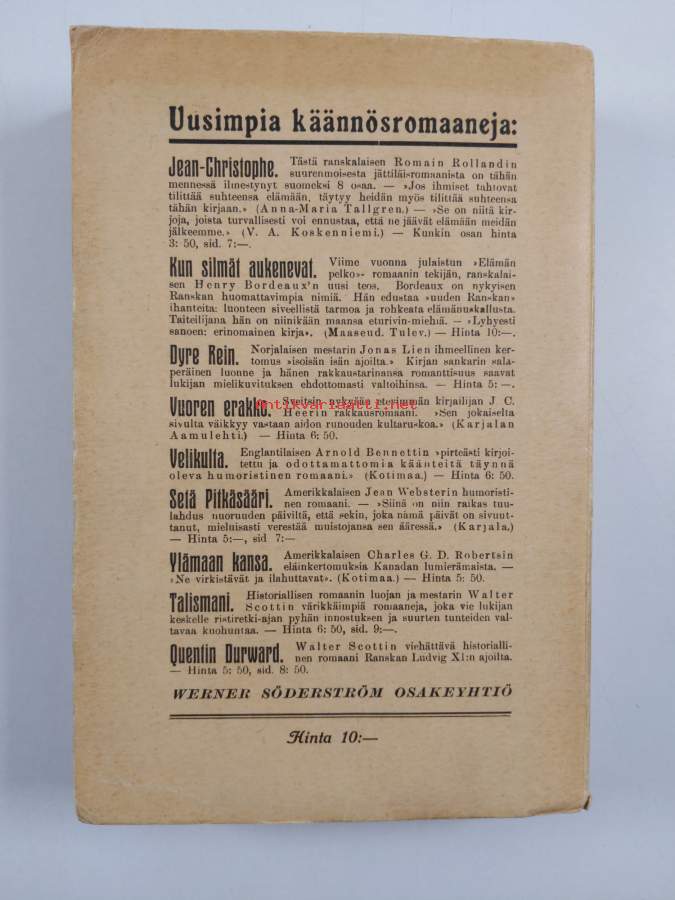 Uusimpia käännösromaaneja:
Jean-Christophe. Tästä ranskalaisen Romain Rollandin
suurenmoisesta jättiläisromaanista on tähän
mennessä ilmestynyt suomeksi 8 osaa. — »Jos ihmiset tahtovat
tilittää suhteensa elämään, täytyy heidän myös tilittää suhteensa
tähän kirjaan.» (Anna-Maria Tallgren.) — »Se on niitä kir-
joja, joista turvallisesti voi ennustaa, että ne jäävät elämään meidän
jälkeemme.» (V. A. Koskenniemi.) — Kunkin osan hinta
3: 50, sid. 7:—.
Kun silmät aukenevat. Viime vuonna julaistun »Elämän
pelko»- romaanin tekijän, ranskalai-
sen Henry Bordeaux'n uusi teos. Bordeaux on nykyisen
Ranskan huomattavimpia nimiä. Hän edustaa »uuden Ranskan»
ihanteita: luonteen siveellistä tarmoa ja rohkeata elämänuskallusta.
Taiteilijana hän on niinikään maansa eturivin-miehiä. — »Lyhyesti
sanoen: erinomainen kirja». (Maaseud. Tulev.) — Hinta 10:—.
Dyre Rein. Norjalaisen mestarin Jonas Lien ihmeellinen ker-
tomus »isoisän isän ajoilta.» Kirjan sankarin sala-
peräinen luonne ja hänen rakkaustarinansa romanttisuus saavat
lukijan mielikuvituksen ehdottomasti valtoihinsa. — Hinta 5: —.
Vuoren erakko. Sveitsin nykyään etevimmän kirjailijan J C.
Heerin rakkausromaani. »Sen jokaiselta
sivulta väikkyy vastaan aidon runouden kultaruskoa.» (Karjalan
Aamulehti.) — Hinta 6: 50.
antikvariaatti.net
Velikulta. Englantilaisen Arnold Bennettin »pirteästi kirjoi-
tettu ja odottamattomia käänteitä täynnä
oleva humoristinen romaani.» (Kotimaa.) — Hinta 6: 50.
Setä Pitkäsääri. Amerikkalaisen Jean Websterin humoristi-
nen romaani. — »Siinä on niin raikas tuu-
lahdus nuoruuden päiviltä, että sekin, joka nämä päivät on sivuut-
tanut, mieluisasti verestää muistojansa sen ääressä.» (Karjala.)
— Hinta 5:—, sid 7:—
Ylämaan kansa. Amerikkalaisen Charles G. D. Robertsin
eläinkertomuksia Kanadan lumierämaista. —
»Ne virkistävät ja ilahuttavat». (Kotimaa.) — Hinta 5: 50.
Talismani. Historiallisen romaanin luojan ja mestarin Walter
Scottin värikkäimpiä romaaneja, joka vie lukijan
keskelle ristiretki-ajan pyhän innostuksen ja suurten tunteiden val-
tavaa kuohuntaa. — Hinta 6: 50, sid. 9:—.
Quentin Durward. Walter Scottin viehättävä historialli-
nen romaani Ranskan Ludvig XI:n ajoilta.
— Hinta 5: 50, sid. 8: 50.
WERNER SÖDERSTRÖM OSAKEYHTIÖ
Hinta 10:—